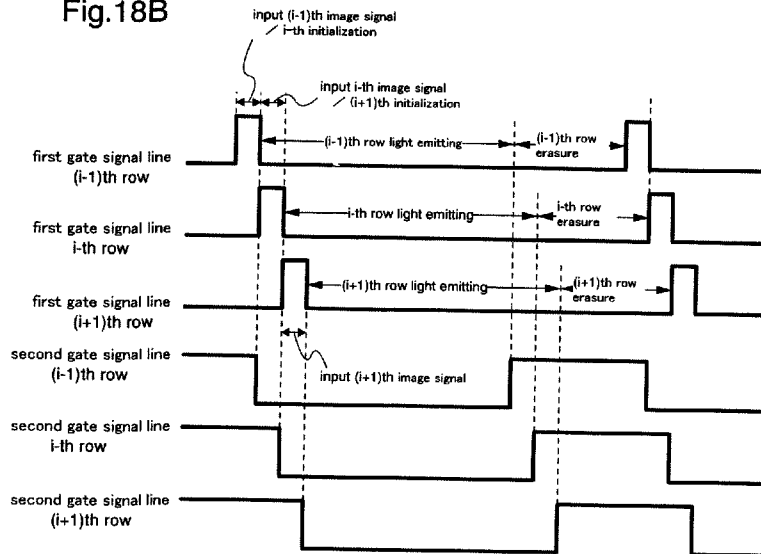 Fig.18B
input (i-1)th image signal
/ i-th initialization
input i-th image signal
/ (i+1)th initialization
first gate signal line
(i-1)th row
(i-1)th row light emitting
(i-1)th row
erasure
first gate signal line
i-th row
i-th row light emitting
i-th row
erasure
first gate signal line
(i+1)th row
(i+1)th row light emitting
(i+1)th row
erasure
input (i+1)th image signal
second gate signal line
(i-1)th row
second gate signal line
i-th row
second gate signal line
(i+1)th row